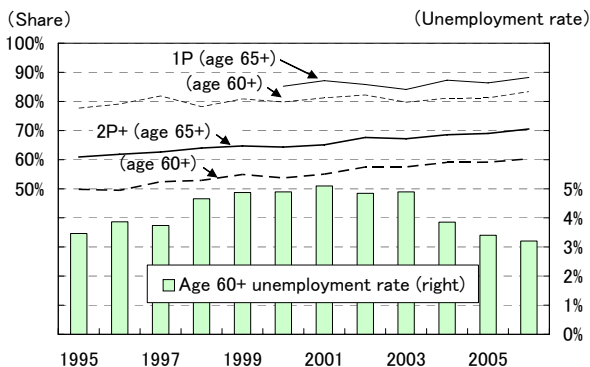 (Share) (Unemployment rate)
100%
90%
80%
70%
60%
50%
1P (age 65+)
(age 60+)
2P+ (age 65+)
(age 60+)
5%
4%
3%
2%
1%
0%
Age 60+ unemployment rate (right)
1995 1997 1999 2001 2003 2005